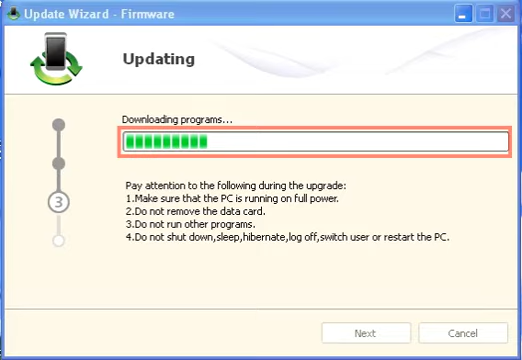 Update Wizard - Firmware
Updating
Downloading programs...
3
Pay attention to the following during the upgrade:
1.Make sure that the PC is running on full power.
2.Do not remove the data card.
3.Do not run other programs.
4.Do not shut down,sleep,hibernate,log off,switch user or restart the PC.
Next
Cancel